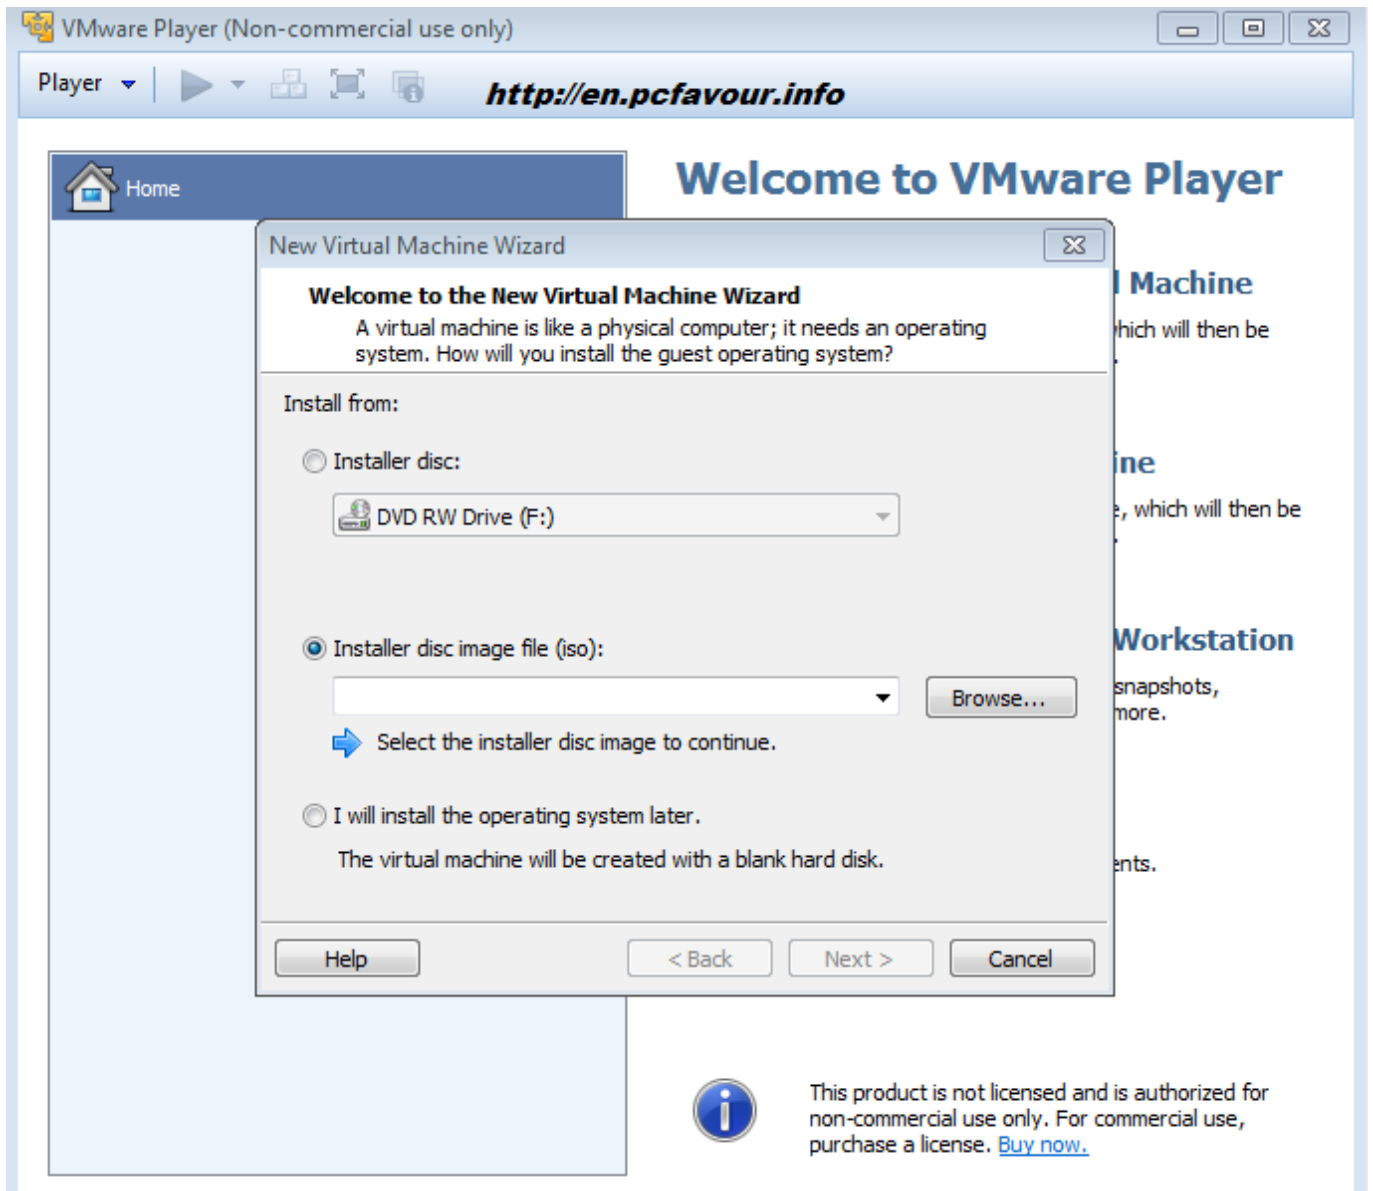 VMware Player (Non-commercial use only)
Player
http://en.pcfavour.info
Home
Welcome to VMware Player
New Virtual Machine Wizard
Welcome to the New Virtual Machine Wizard
A virtual machine is like a physical computer; it needs an operating
system. How will you install the guest operating system?
Install from:
Installer disc:
DVD RW Drive (F:)
Installer disc image file (iso):
Browse...
Select the installer disc image to continue.
I will install the operating system later.
The virtual machine will be created with a blank hard disk.
Help
< Back
Next >
Cancel
Machine
which will then be
, which will then be
Workstation
snapshots,
more.
This product is not licensed and is authorized for
non-commercial use only. For commercial use,
purchase a license. Buy now.